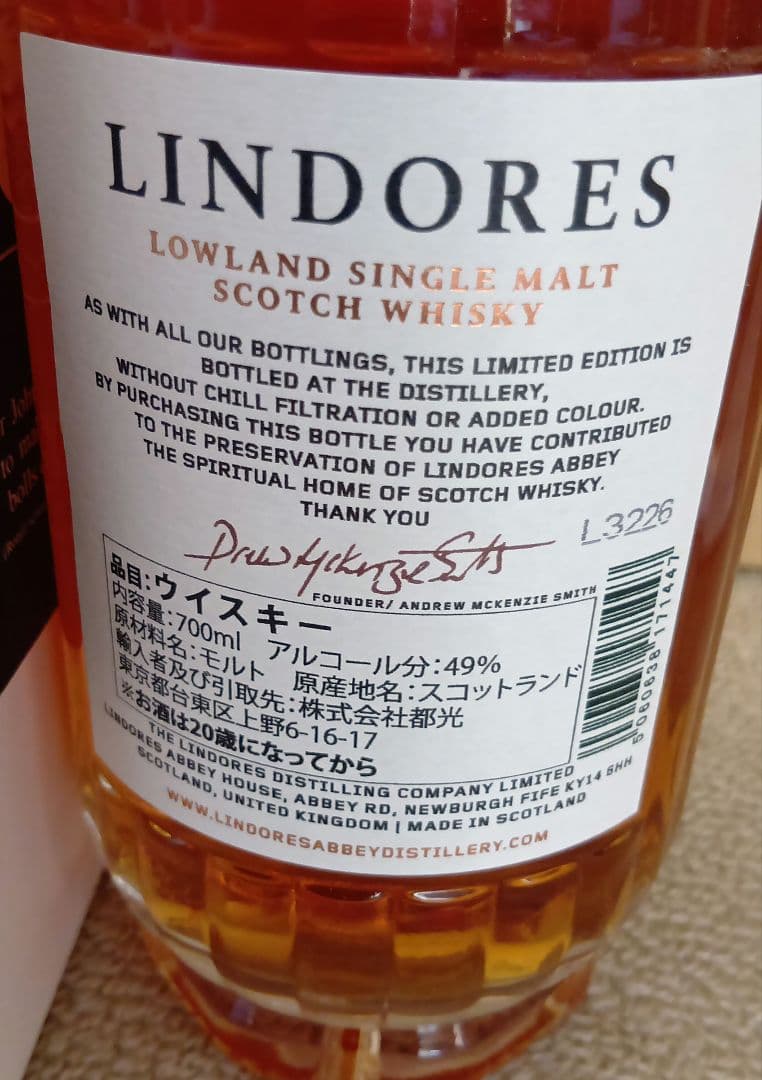 LINDORES
LOWLAND SINGLE MALT
SCOTCH WHISKY
AS WITH ALL OUR BOTTLINGS, THIS LIMITED EDITION IS
BOTTLED AT THE DISTILLERY,
WITHOUT CHILL FILTRATION OR ADDED COLOUR.
BY PURCHASING THIS BOTTLE YOU HAVE CONTRIBUTED
TO THE PRESERVATION OF LINDORES ABBEY
THE SPIRITUAL HOME OF SCOTCH WHISKY.
THANK YOU
L3226
Drew McKenzie Smith
FOUNDER/ ANDREW MCKENZIE SMITH
品目:ウイスキー
内容量:700ml アルコール分:49%
原材料名:モルト 原産地名:スコットランド
輸入者及び引取先:株式会社都光
東京都台東区上野6-16-17
※お酒は20歳になってから
5 060638 171447
THE LINDORES DISTILLING COMPANY LIMITED
LINDORES ABBEY HOUSE, ABBEY RD, NEWBURGH FIFE KY14 6HH
SCOTLAND, UNITED KINGDOM | MADE IN SCOTLAND
WWW.LINDORESABBEYDISTILLERY.COM